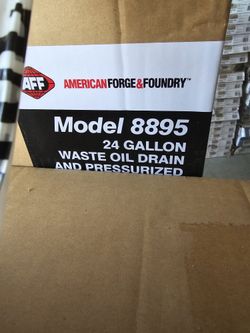 AFF
AMERICAN FORGE & FOUNDRY™
Model 8895
24 GALLON
WASTE OIL DRAIN
AND PRESSURIZED